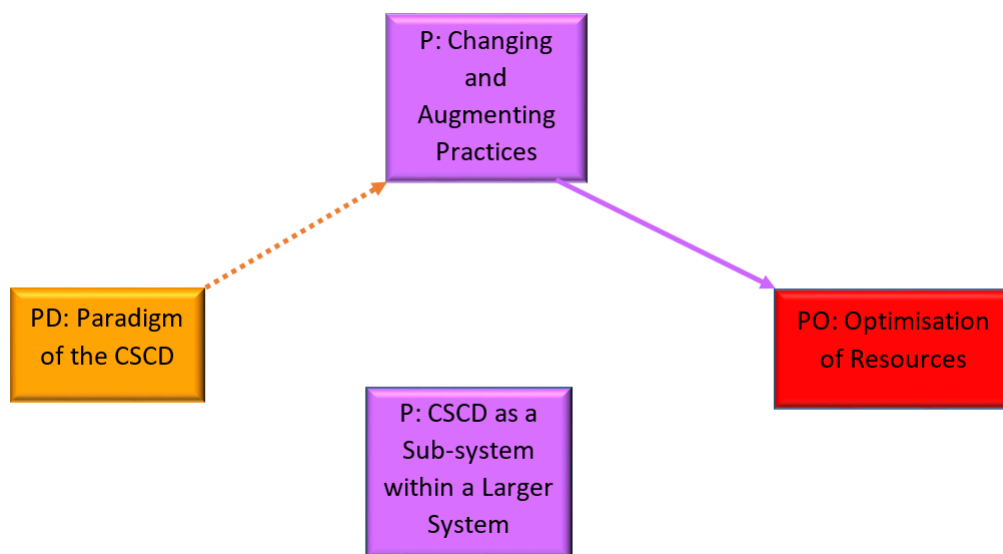 P: Changing
and
Augmenting
Practices
PD: Paradigm
of the CSCD
PO: Optimisation
of Resources
P: CSCD as a
Sub-system
within a Larger
System